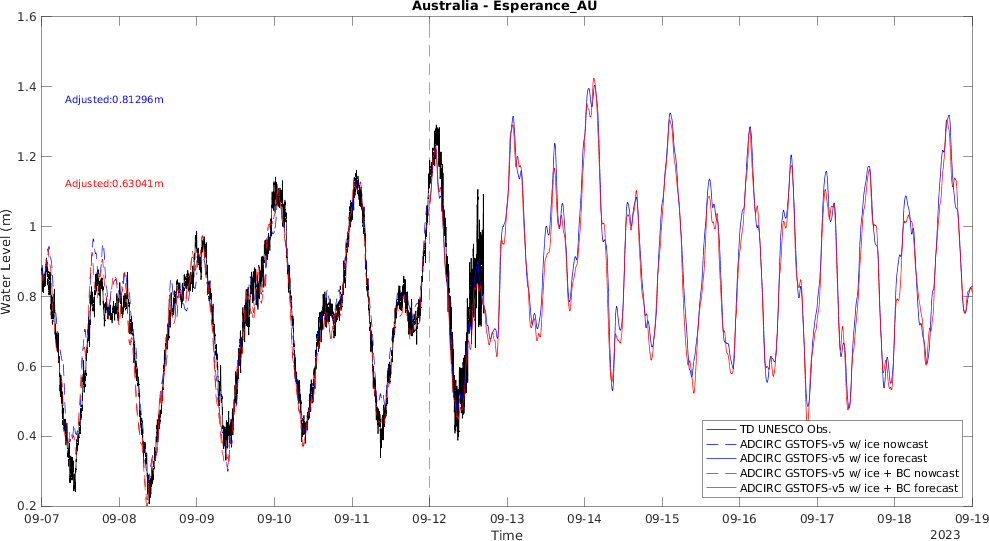 Australia - Esperance_AU
1.6
1.4
1.2
1
0.8
0.6
0.4
0.2
Water Level (m)
Adjusted:0.81296m
Adjusted:0.63041m
TD UNESCO Obs.
ADCIRC GSTOFS-v5 w/ ice nowcast
ADCIRC GSTOFS-v5 w/ ice forecast
ADCIRC GSTOFS-v5 w/ ice + BC nowcast
ADCIRC GSTOFS-v5 w/ ice + BC forecast
09-07 09-08 09-09 09-10 09-11 09-12 09-13 09-14 09-15 09-16 09-17 09-18 09-19
Time
2023